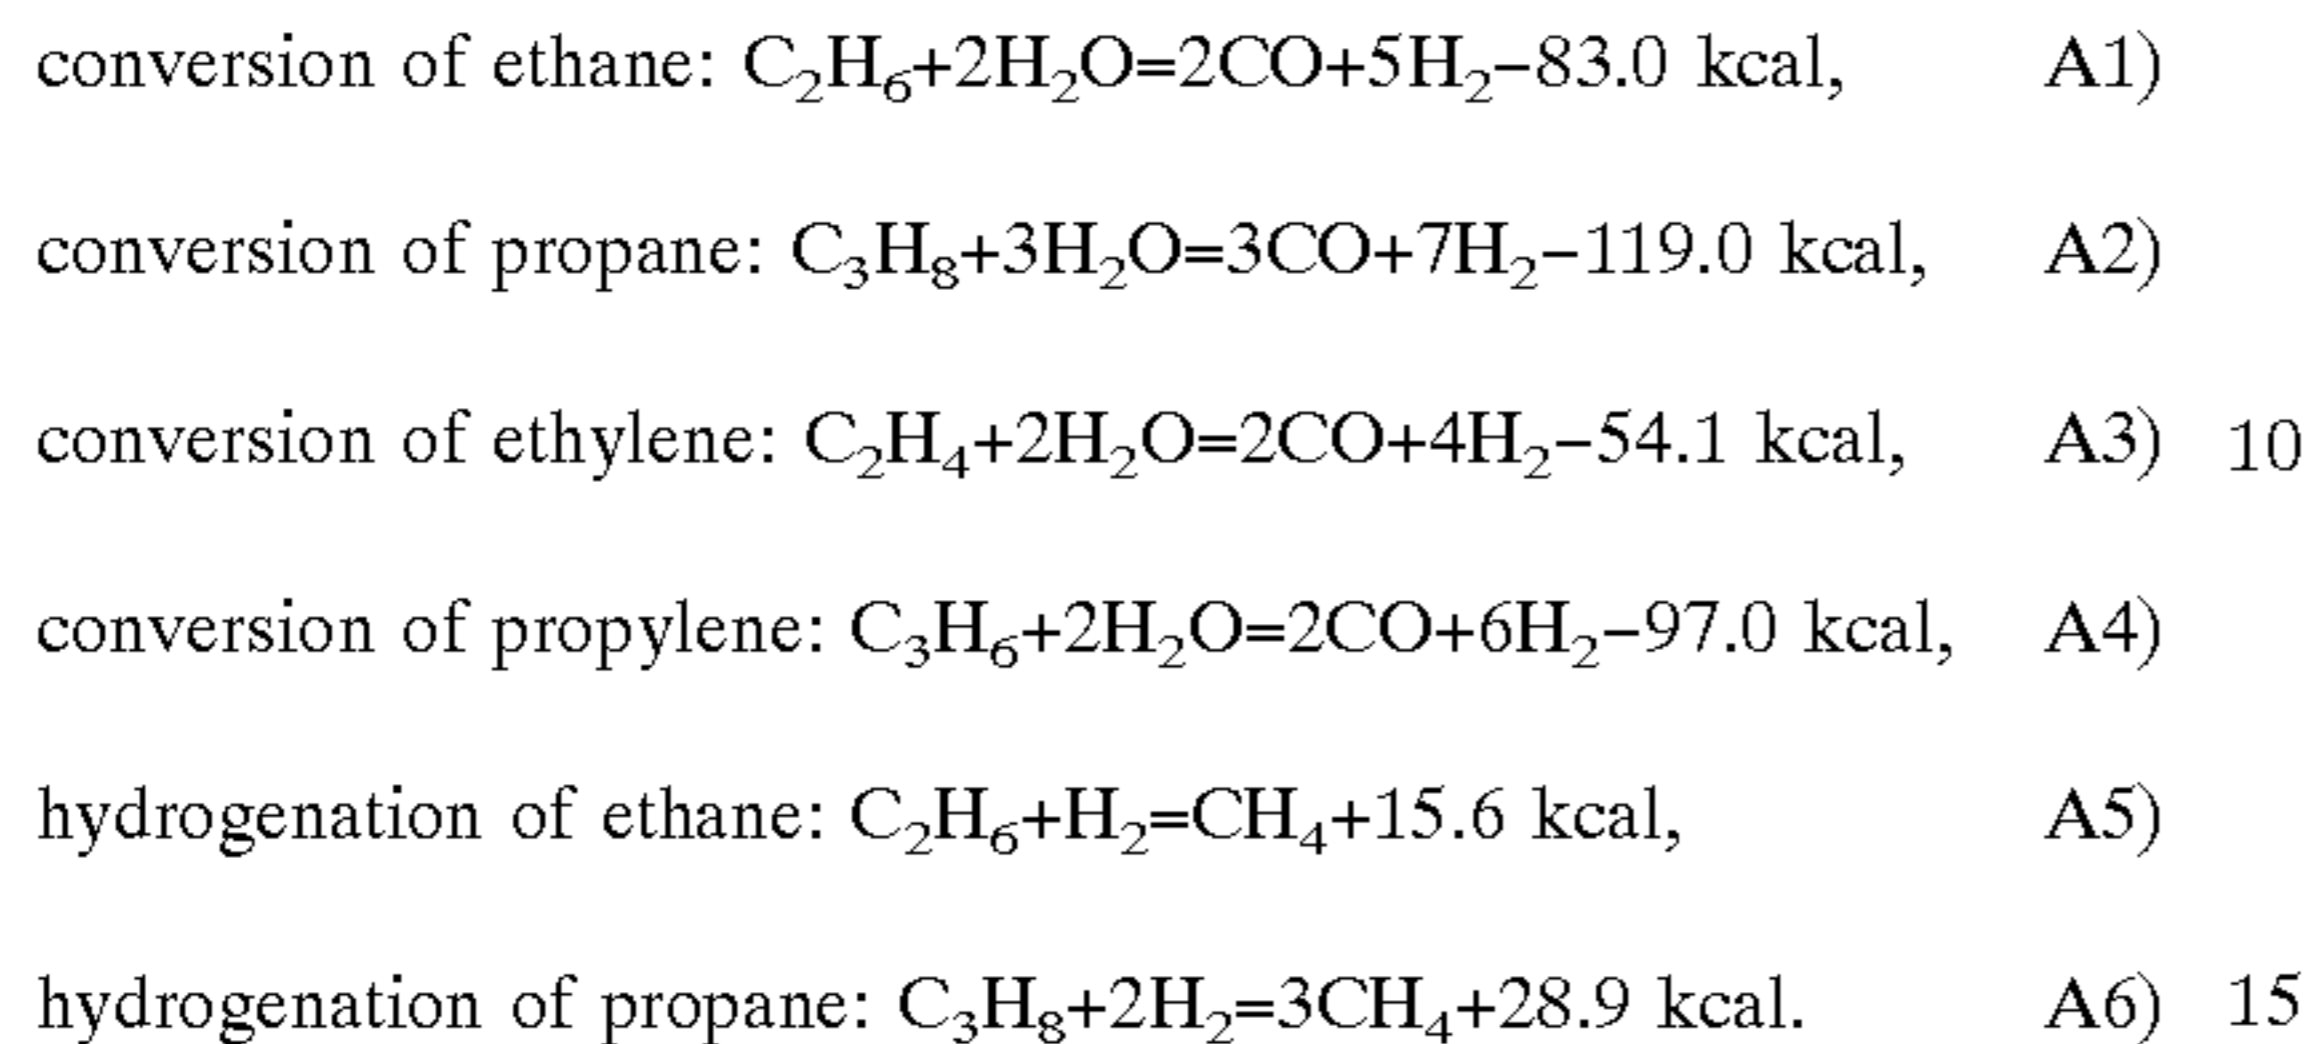 conversion of ethane: C₂H₆+2H₂O=2CO+5H₂−83.0 kcal, A1)
conversion of propane: C₃H₈+3H₂O=3CO+7H₂−119.0 kcal, A2)
conversion of ethylene: C₂H₄+2H₂O=2CO+4H₂−54.1 kcal, A3) 10
conversion of propylene: C₃H₆+2H₂O=2CO+6H₂−97.0 kcal, A4)
hydrogenation of ethane: C₂H₆+H₂=CH₄+15.6 kcal, A5)
hydrogenation of propane: C₃H₈+2H₂=3CH₄+28.9 kcal. A6) 15